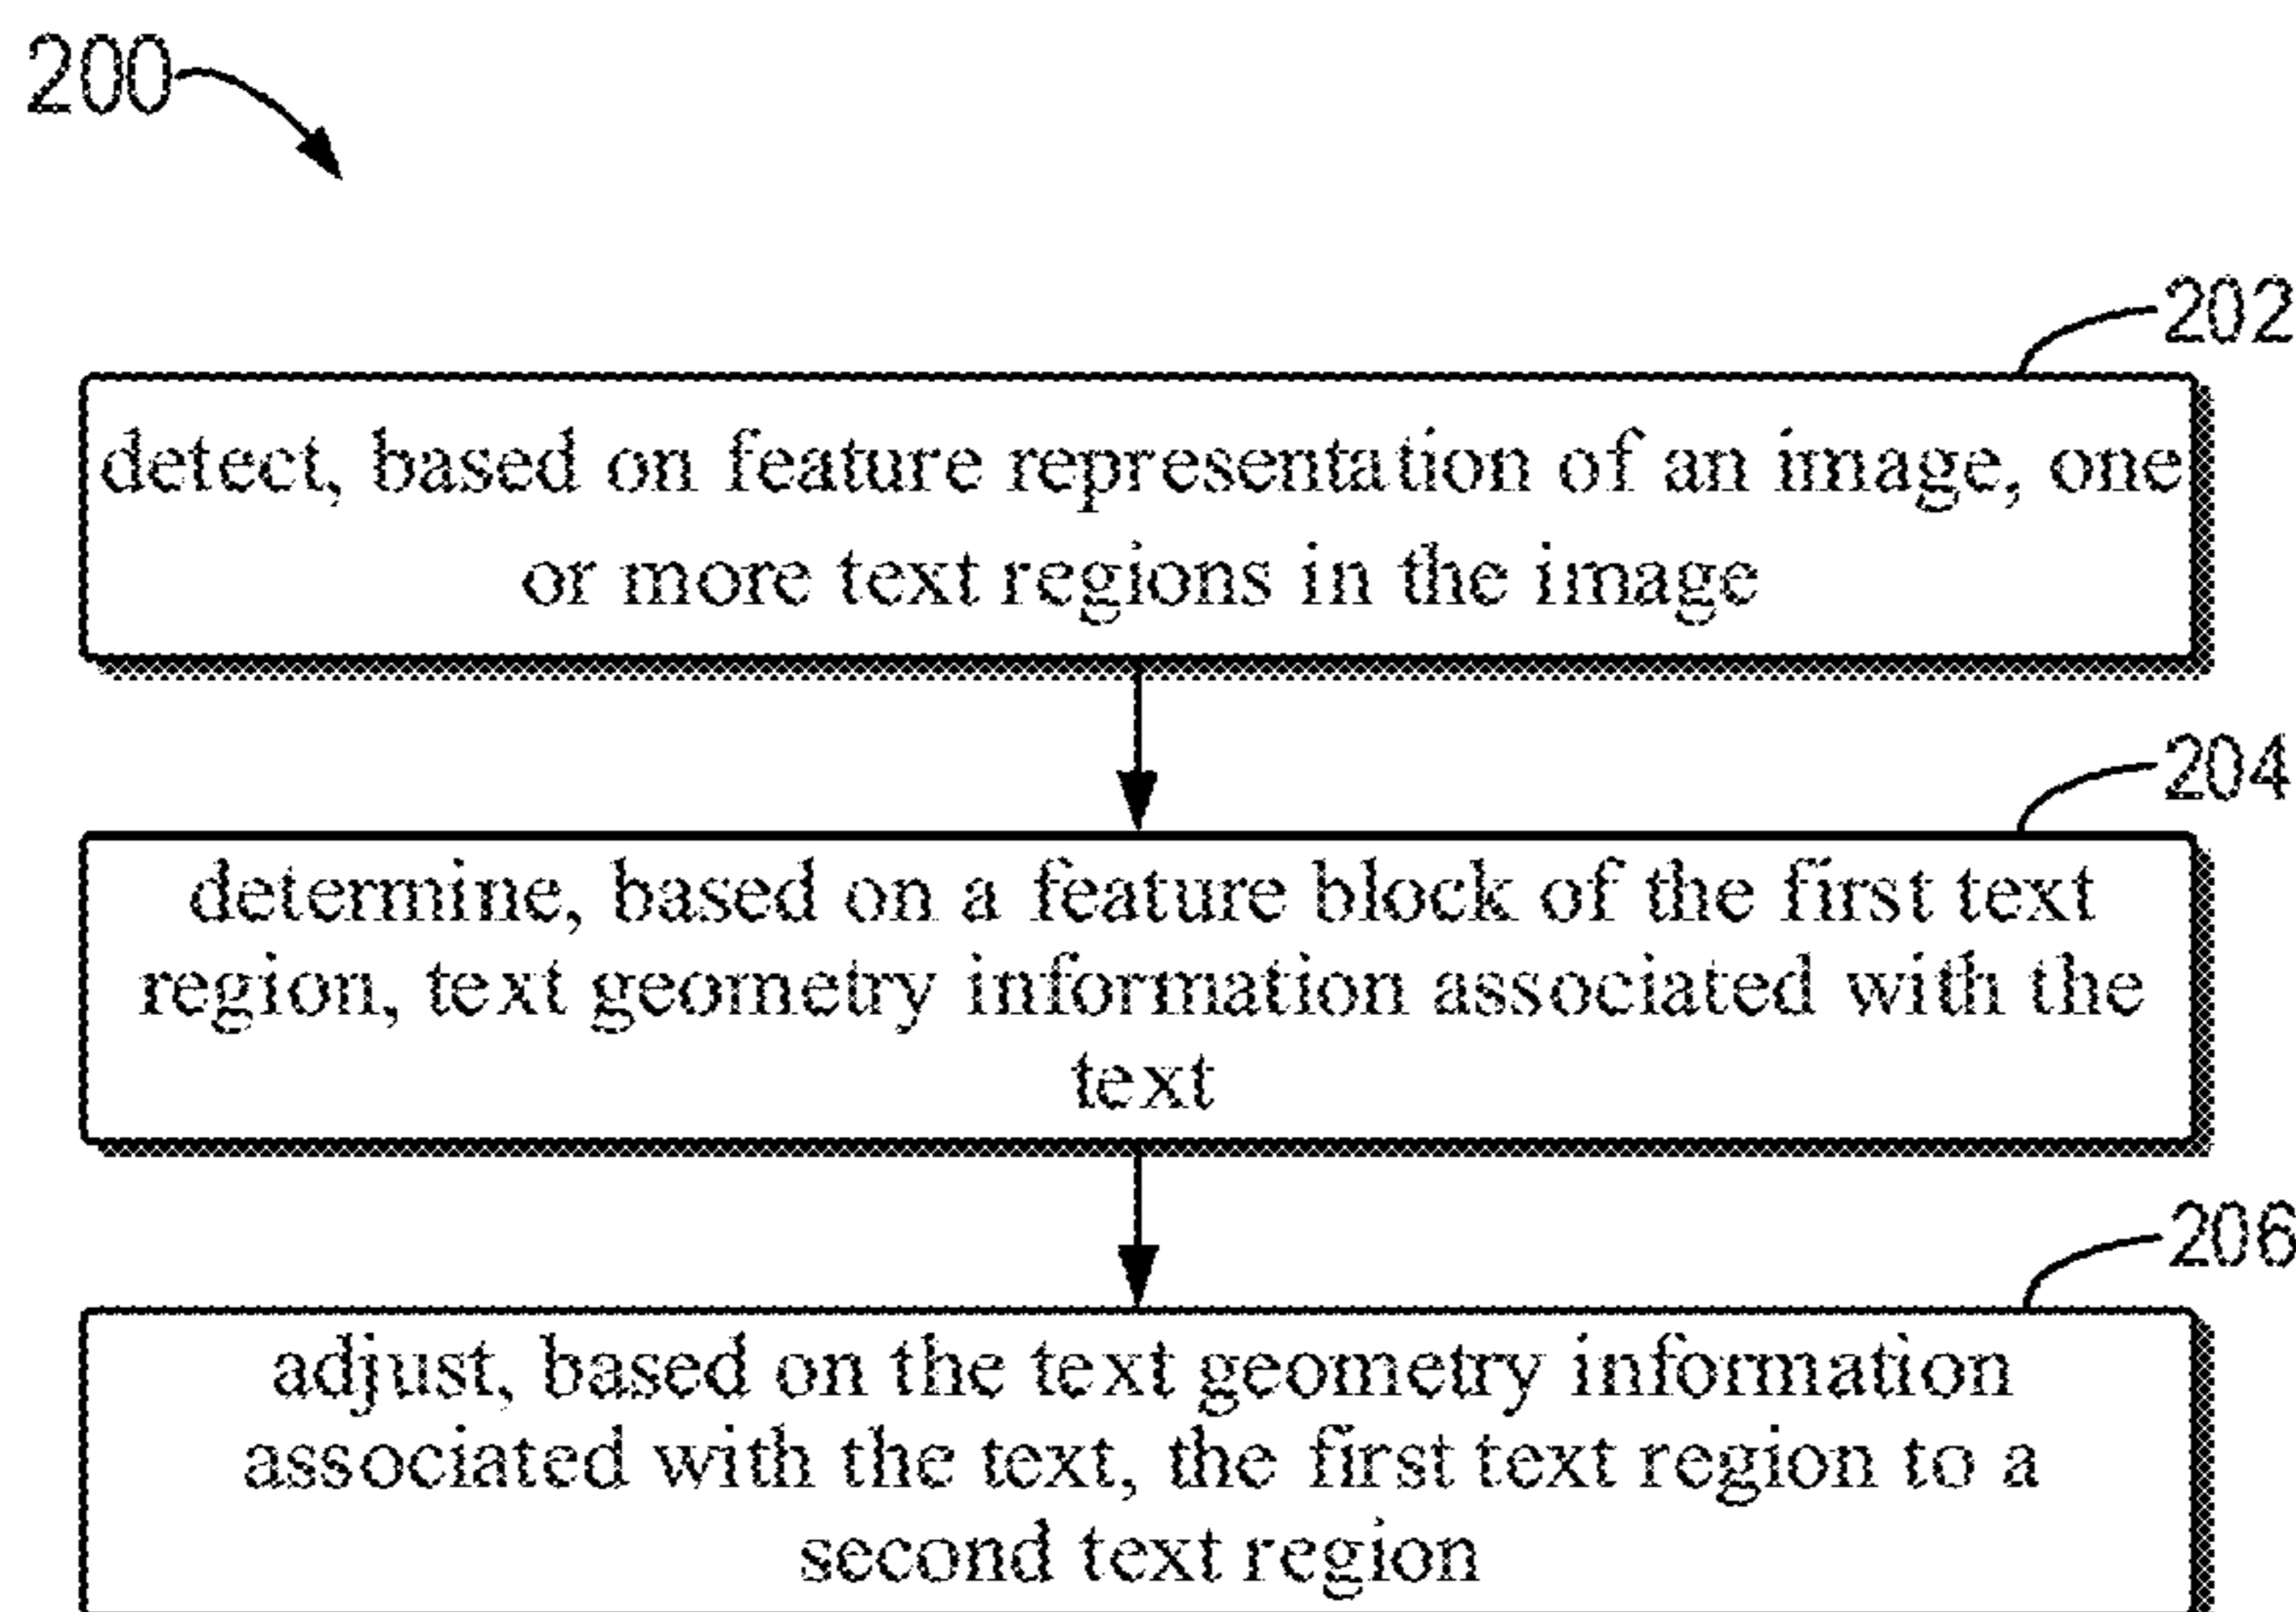 200
202
detect, based on feature representation of an image, one
or more text regions in the image
204
determine, based on a feature block of the first text
region, text geometry information associated with the
text
206
adjust, based on the text geometry information
associated with the text, the first text region to a
second text region